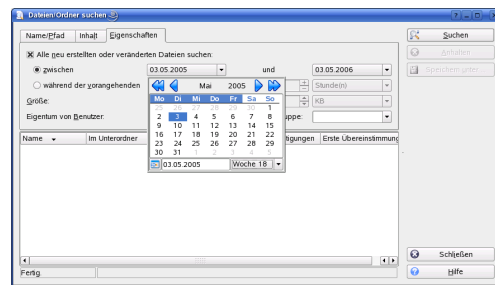 Dateien/Ordner suchen
Name/Pfad Inhalt Eigenschaften
Alle neu erstellten oder veränderten Dateien suchen:
zwischen 03.05.2005 und 03.05.2006
während der vorangehenden Stunde(n)
Größe: KB
Eigentum von Benutzer: uppe:
Mai 2005
Mo Di Mi Do Fr Sa So
25 26 27 28 29 30 1
2 3 4 5 6 7 8
9 10 11 12 13 14 15
16 17 18 19 20 21 22
23 24 25 26 27 28 29
30 31 1 2 3 4 5
03.05.2005 Woche 18
Name Im Unterordner tigungen Erste Übereinstimmung
Fertig.
Suchen
Anhalten
Speichern unter
Schließen
Hilfe